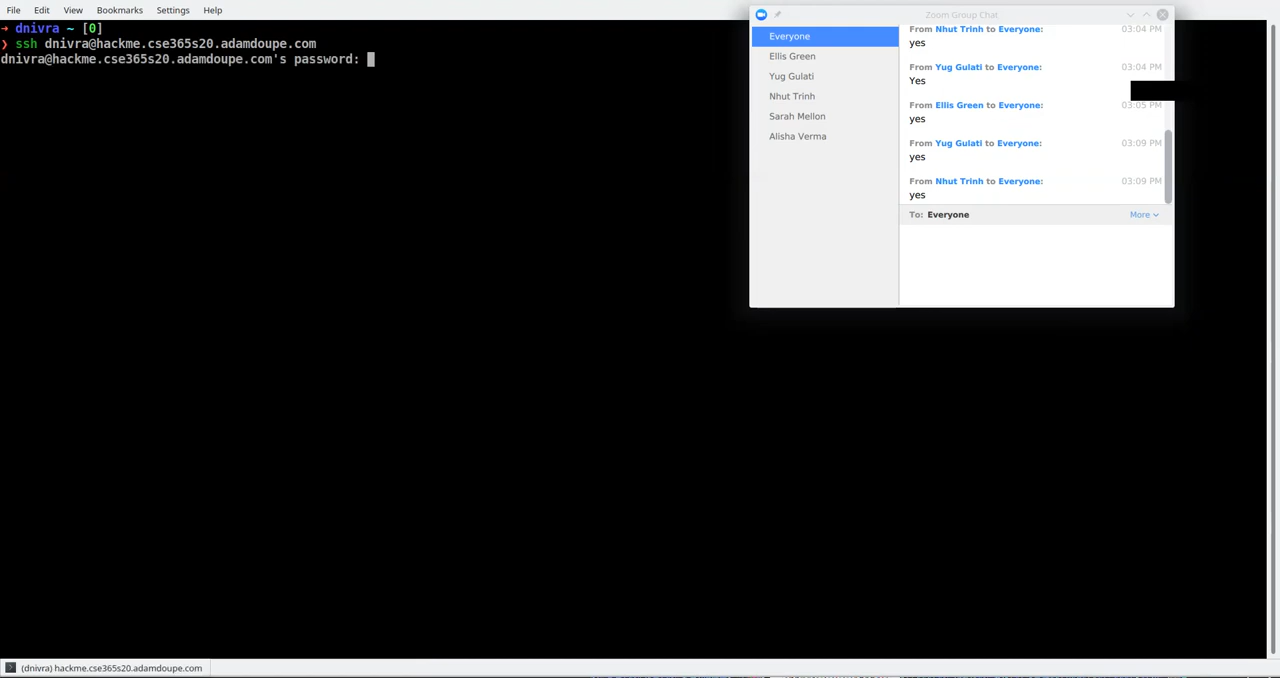 File Edit View Bookmarks Settings Help
➜ dnivra ~ [0]
❯ ssh dnivra@hackme.cse365s20.adamdoupe.com
dnivra@hackme.cse365s20.adamdoupe.com's password:
Zoom Group Chat
Everyone
Ellis Green
Yug Gulati
Nhut Trinh
Sarah Mellon
Alisha Verma
From Nhut Trinh to Everyone: 03:04 PM
yes
From Yug Gulati to Everyone: 03:04 PM
Yes
From Ellis Green to Everyone: 03:05 PM
yes
From Yug Gulati to Everyone: 03:09 PM
yes
From Nhut Trinh to Everyone: 03:09 PM
yes
To: Everyone More
(dnivra) hackme.cse365s20.adamdoupe.com